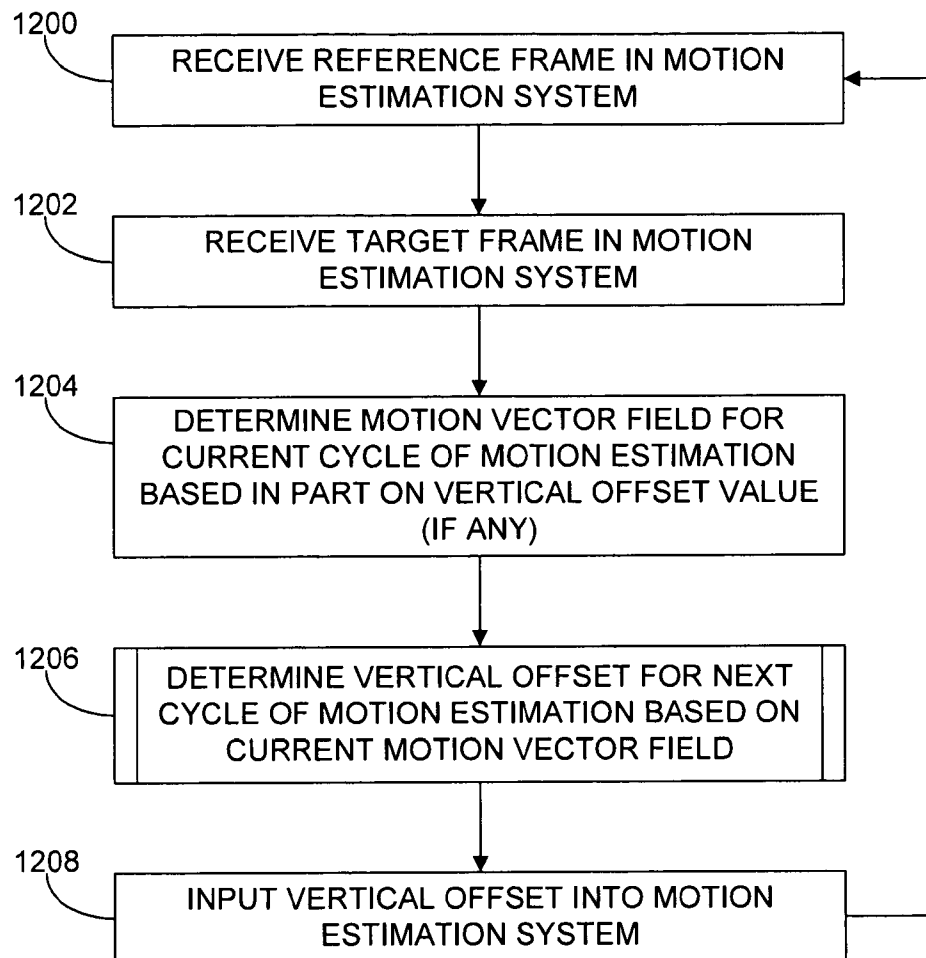 1200
RECEIVE REFERENCE FRAME IN MOTION
ESTIMATION SYSTEM
1202
RECEIVE TARGET FRAME IN MOTION
ESTIMATION SYSTEM
1204
DETERMINE MOTION VECTOR FIELD FOR
CURRENT CYCLE OF MOTION ESTIMATION
BASED IN PART ON VERTICAL OFFSET VALUE
(IF ANY)
1206
DETERMINE VERTICAL OFFSET FOR NEXT
CYCLE OF MOTION ESTIMATION BASED ON
CURRENT MOTION VECTOR FIELD
1208
INPUT VERTICAL OFFSET INTO MOTION
ESTIMATION SYSTEM